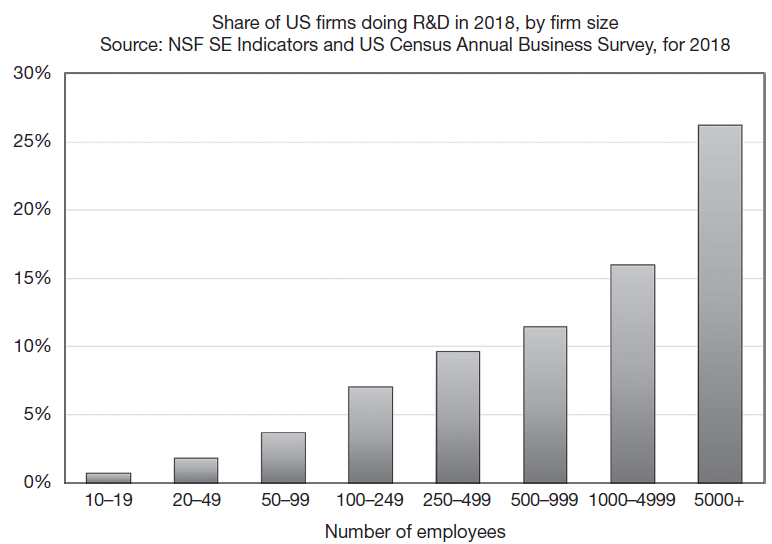 Share of US firms doing R&D in 2018, by firm size
Source: NSF SE Indicators and US Census Annual Business Survey, for 2018
30%
25%
20%
15%
10%
5%
0%
10–19 20–49 50–99 100–249 250–499 500–999 1000–4999 5000+
Number of employees